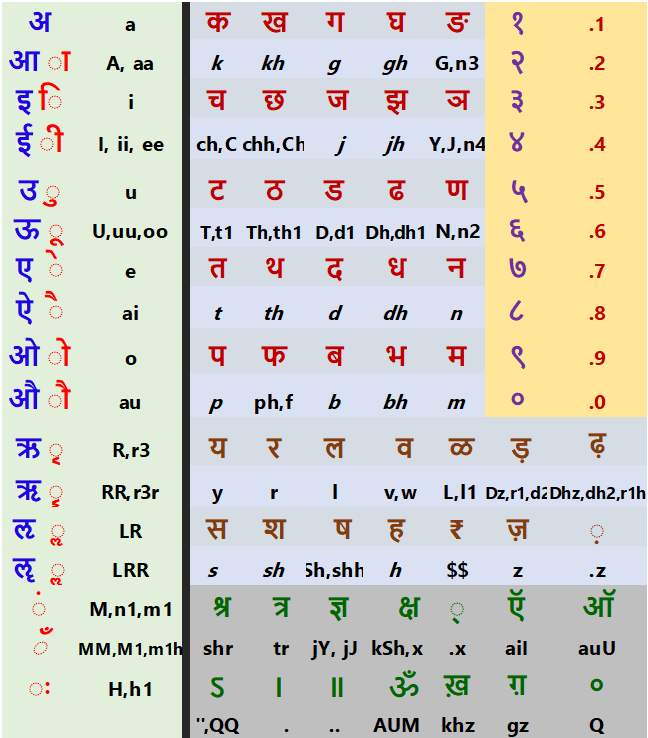 अ a क ख ग घ ङ १ .1
आ ा A, aa k kh g gh G,n3 २ .2
इ ि i च छ ज झ ञ ३ .3
ई ी I, ii, ee ch,C chh,Ch j jh Y,J,n4 ४ .4
उ ु u ट ठ ड ढ ण ५ .5
ऊ ू U,uu,oo T,t1 Th,th1 D,d1 Dh,dh1 N,n2 ६ .6
ए े e त थ द ध न ७ .7
ऐ ै ai t th d dh n ८ .8
ओ ो o प फ ब भ म ९ .9
औ ौ au p ph,f b bh m ० .0
ऋ ृ R,r3 य र ल व ळ ड़ ढ़
ॠ ॄ RR,r3r y r l v,w L,l1 Dz,r1,d2 Dhz,dh2,r1h
ऌ ॢ LR स श ष ह ₹ ज़ ़
ॡ ॣ LRR s sh Sh,shh h $$ z .z
ं M,n1,m1 श्र त्र ज्ञ क्ष ् ऍ ऑ
ँ MM,M1,m1h shr tr jY, jJ kSh,x .x aiI auU
ः H,h1 ऽ । ॥ ॐ ख़ ग़ ॰
'',QQ . .. AUM khz gz Q